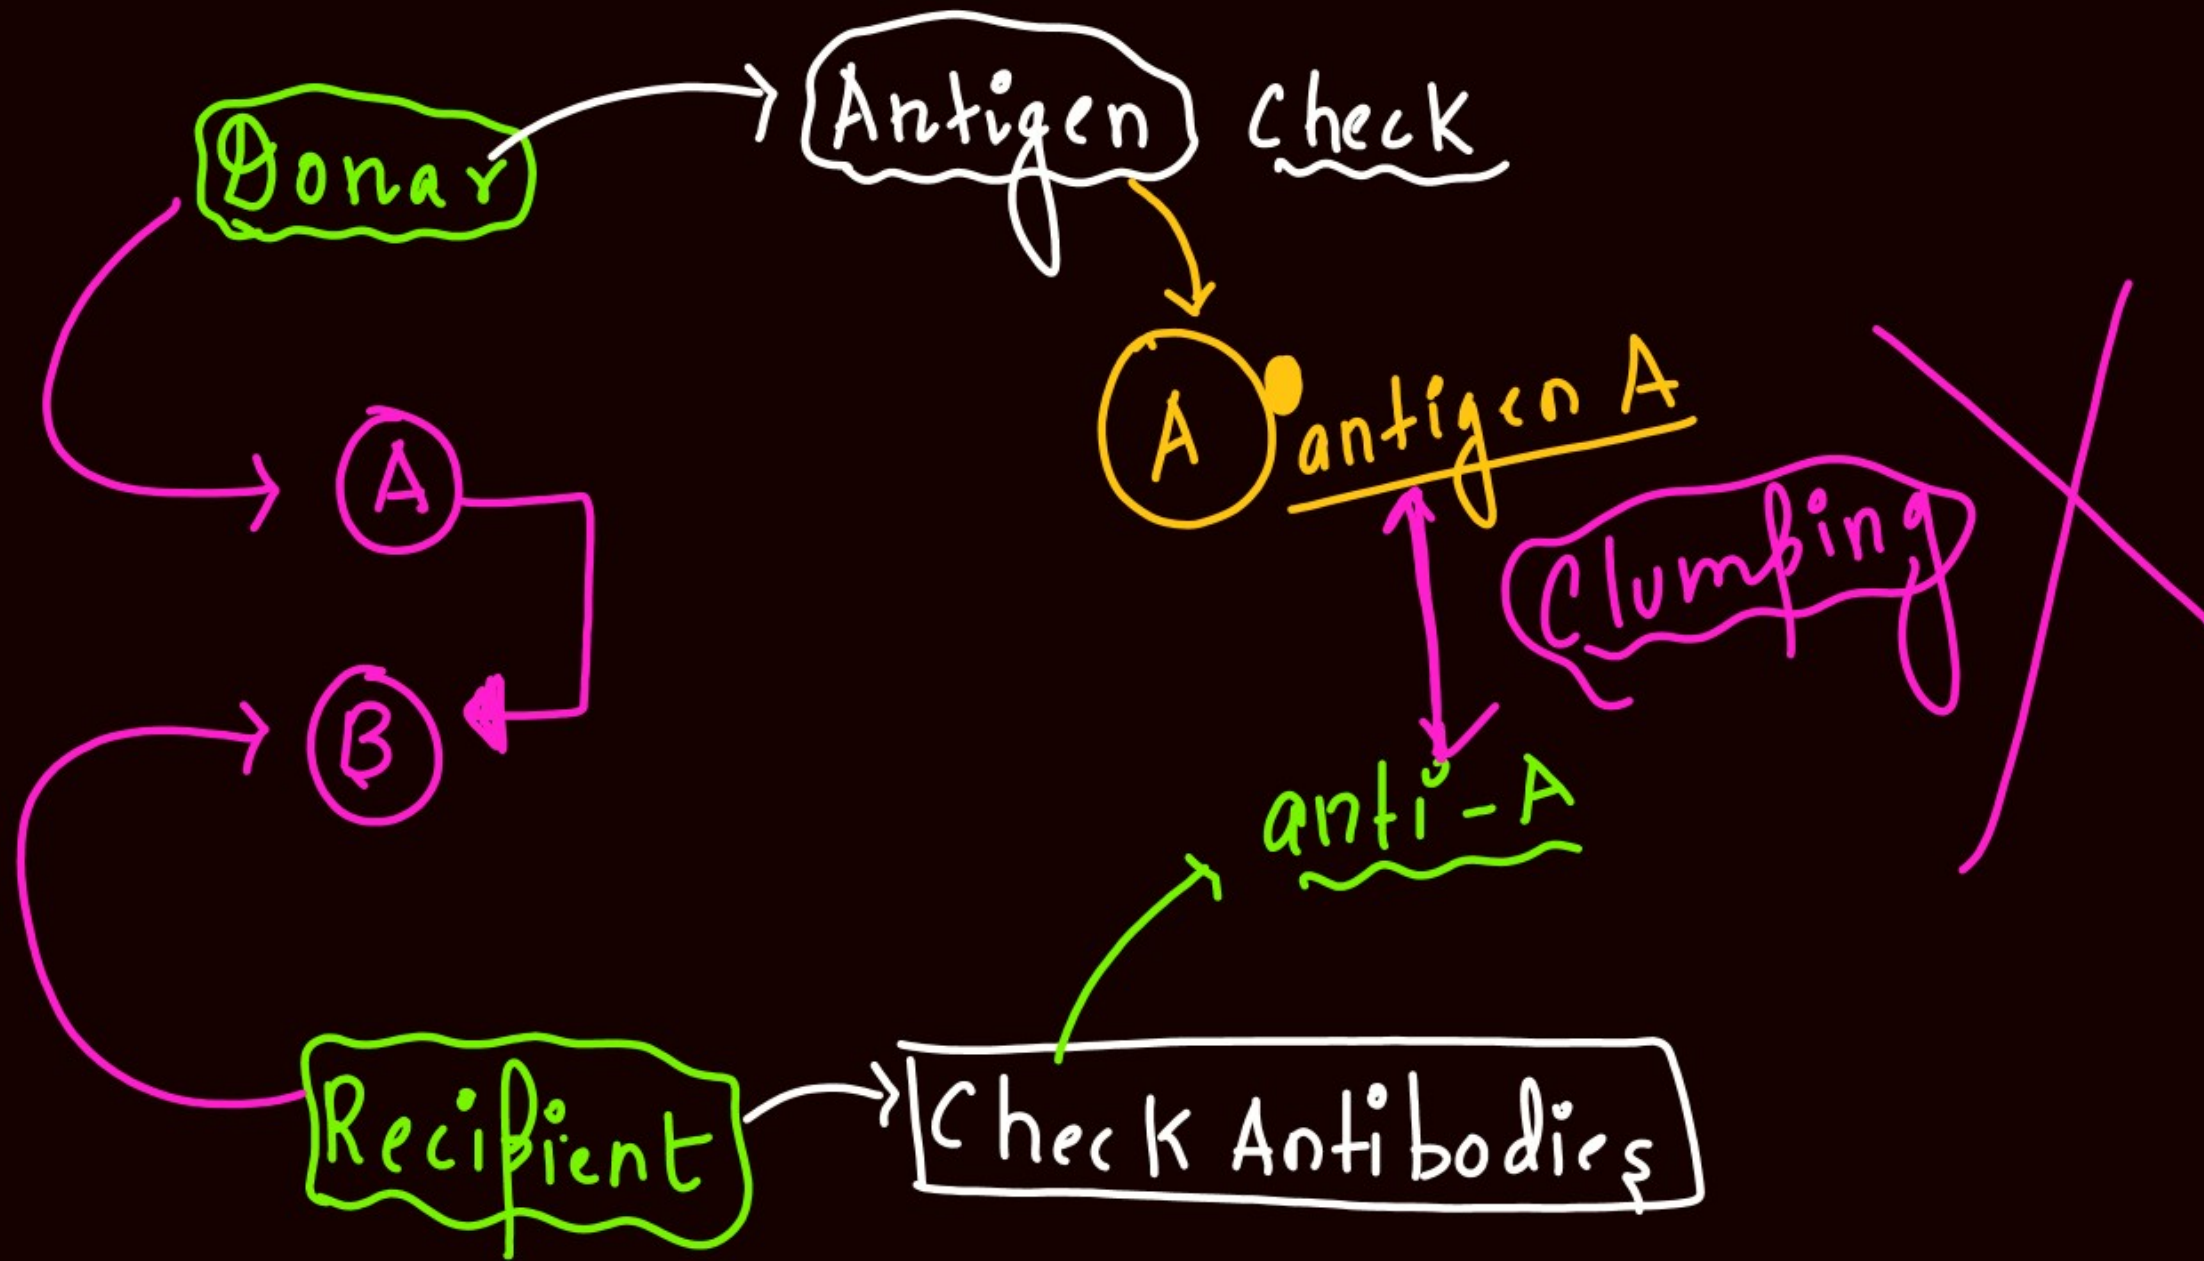 Donar
Antigen Check
A
A antigen A
Clumping
B
anti-A
Recipient
Check Antibodies